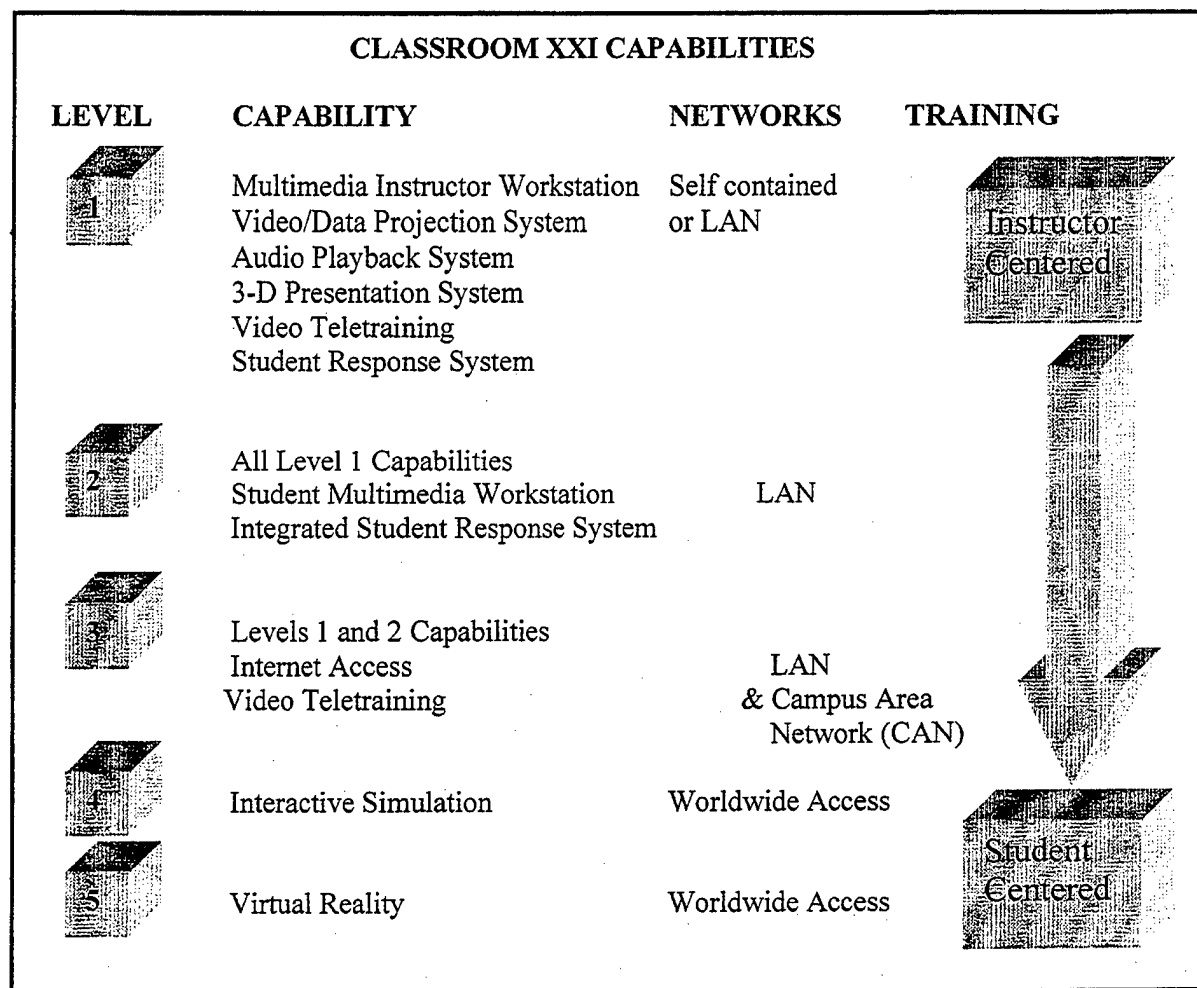 CLASSROOM XXI CAPABILITIES
LEVEL CAPABILITY NETWORKS TRAINING
1
Multimedia Instructor Workstation Self contained
Video/Data Projection System or LAN
Audio Playback System
3-D Presentation System
Video Teletraining
Student Response System
Instructor
Centered
2
All Level 1 Capabilities
Student Multimedia Workstation LAN
Integrated Student Response System
3
Levels 1 and 2 Capabilities
Internet Access LAN
Video Teletraining & Campus Area
Network (CAN)
4
Interactive Simulation Worldwide Access
5
Virtual Reality Worldwide Access
Student
Centered